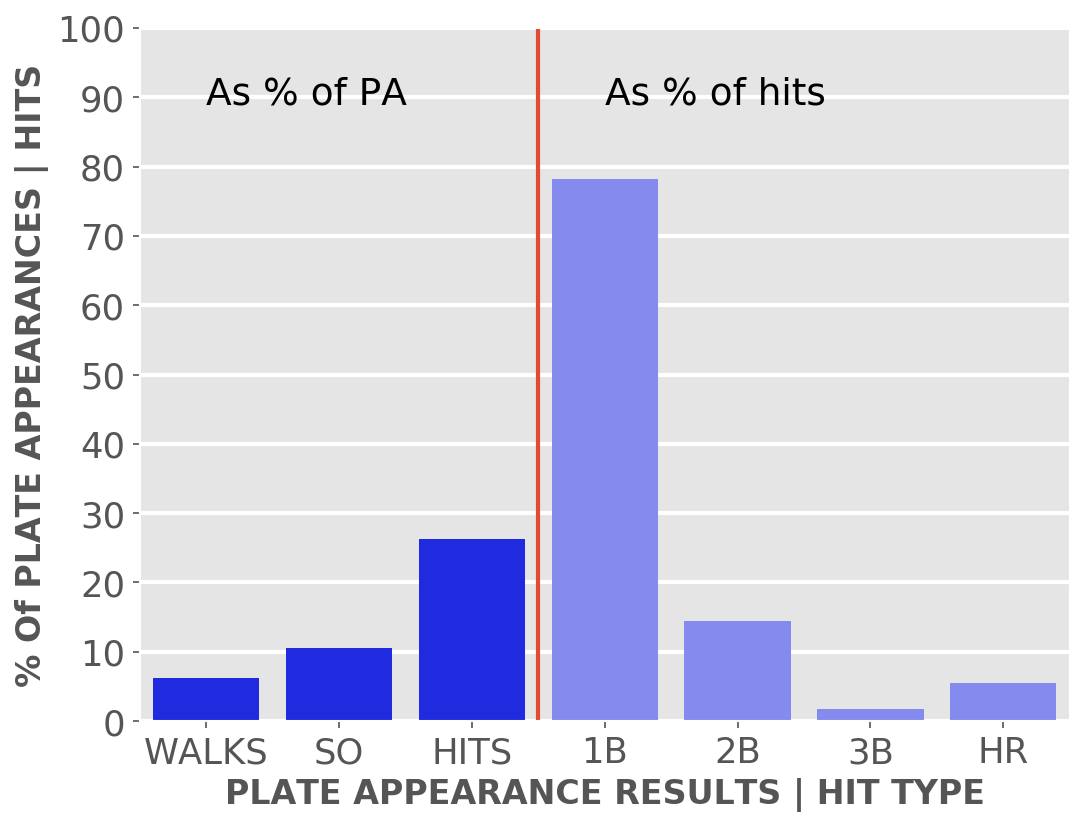 100
90
80
70
60
50
40
30
20
10
0
% Of PLATE APPEARANCES | HITS
As % of PA
As % of hits
WALKS SO HITS 1B 2B 3B HR
PLATE APPEARANCE RESULTS | HIT TYPE